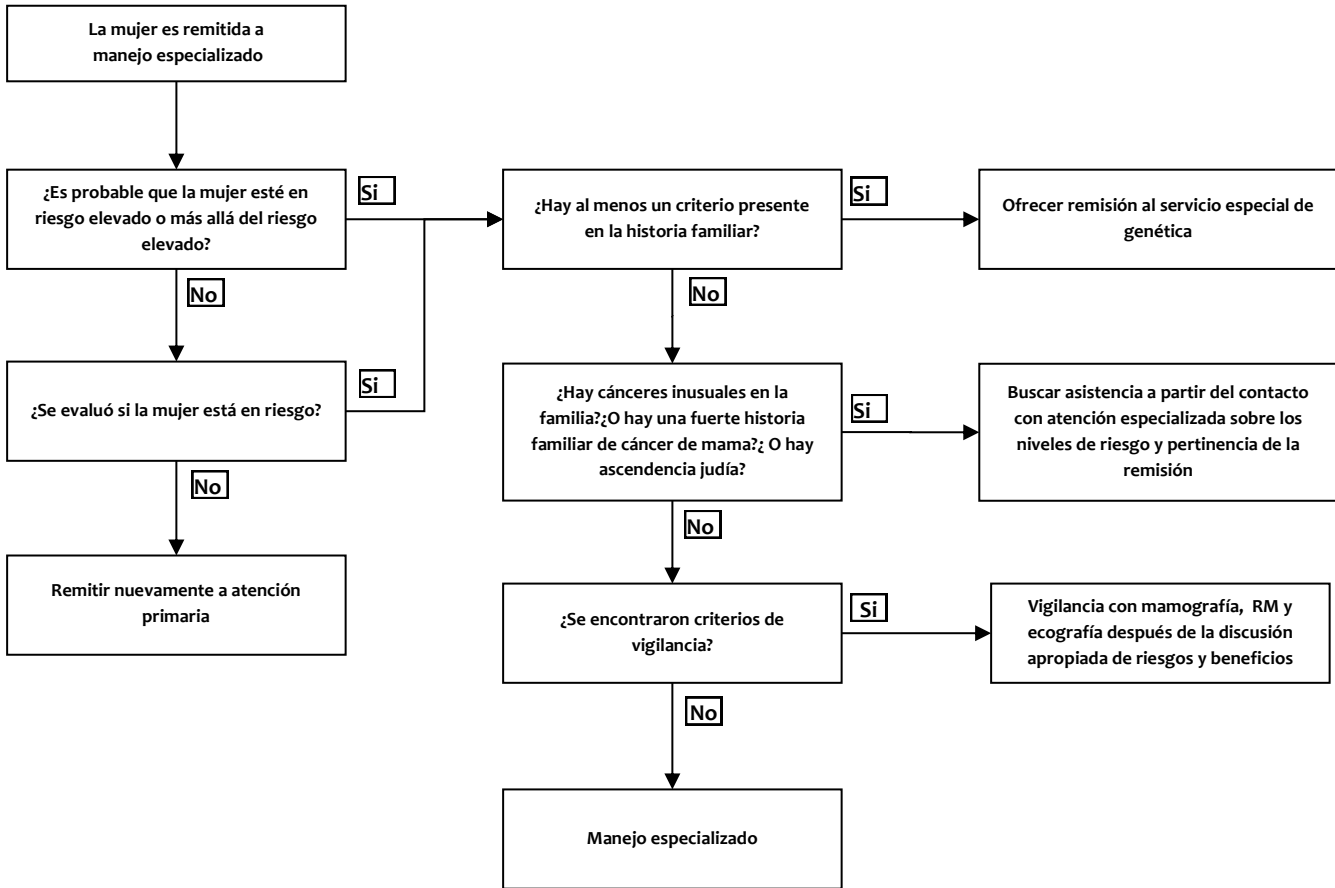 La mujer es remitida a
manejo especializado
¿Es probable que la mujer esté en
riesgo elevado o más allá del riesgo
elevado?
Si
¿Hay al menos un criterio presente
en la historia familiar?
Si
Ofrecer remisión al servicio especial de
genética
No
No
¿Se evaluó si la mujer está en riesgo?
Si
¿Hay cánceres inusuales en la
familia?¿O hay una fuerte historia
familiar de cáncer de mama?¿ O hay
ascendencia judía?
Si
Buscar asistencia a partir del contacto
con atención especializada sobre los
niveles de riesgo y pertinencia de la
remisión
No
No
Remitir nuevamente a atención
primaria
¿Se encontraron criterios de
vigilancia?
Si
Vigilancia con mamografía, RM y
ecografía después de la discusión
apropiada de riesgos y beneficios
No
Manejo especializado